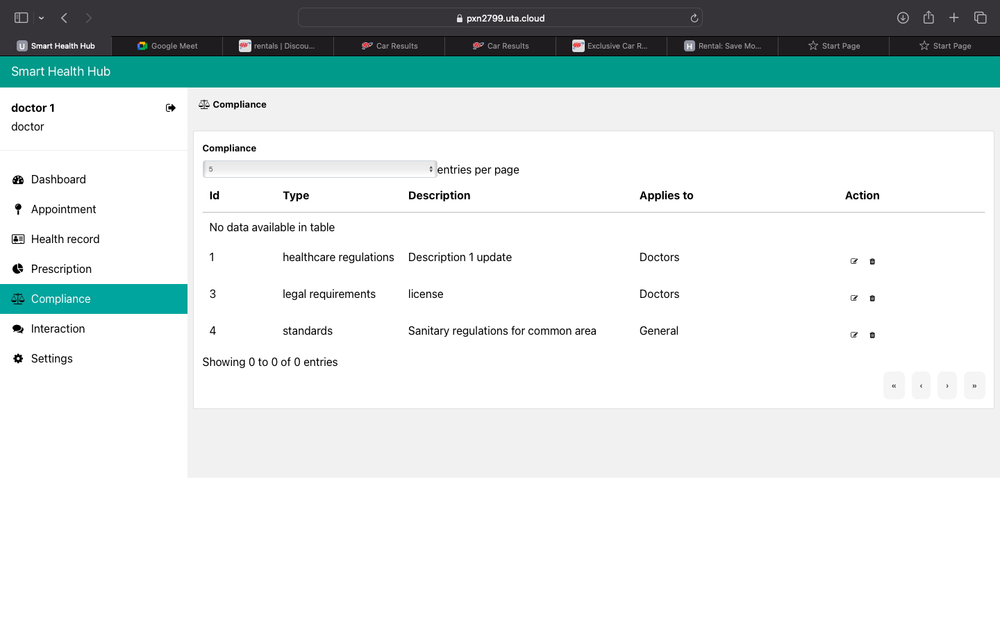 pxn2799.uta.cloud
U Smart Health Hub
Google Meet
rentals | Discou...
Car Results
Car Results
Exclusive Car R...
H Rental: Save Mo...
Start Page
Start Page
Smart Health Hub
doctor 1
doctor
Dashboard
Appointment
Health record
Prescription
Compliance
Interaction
Settings
Compliance
Compliance
5 entries per page
Id Type Description Applies to Action
No data available in table
1 healthcare regulations Description 1 update Doctors
3 legal requirements license Doctors
4 standards Sanitary regulations for common area General
Showing 0 to 0 of 0 entries
« ‹ › »